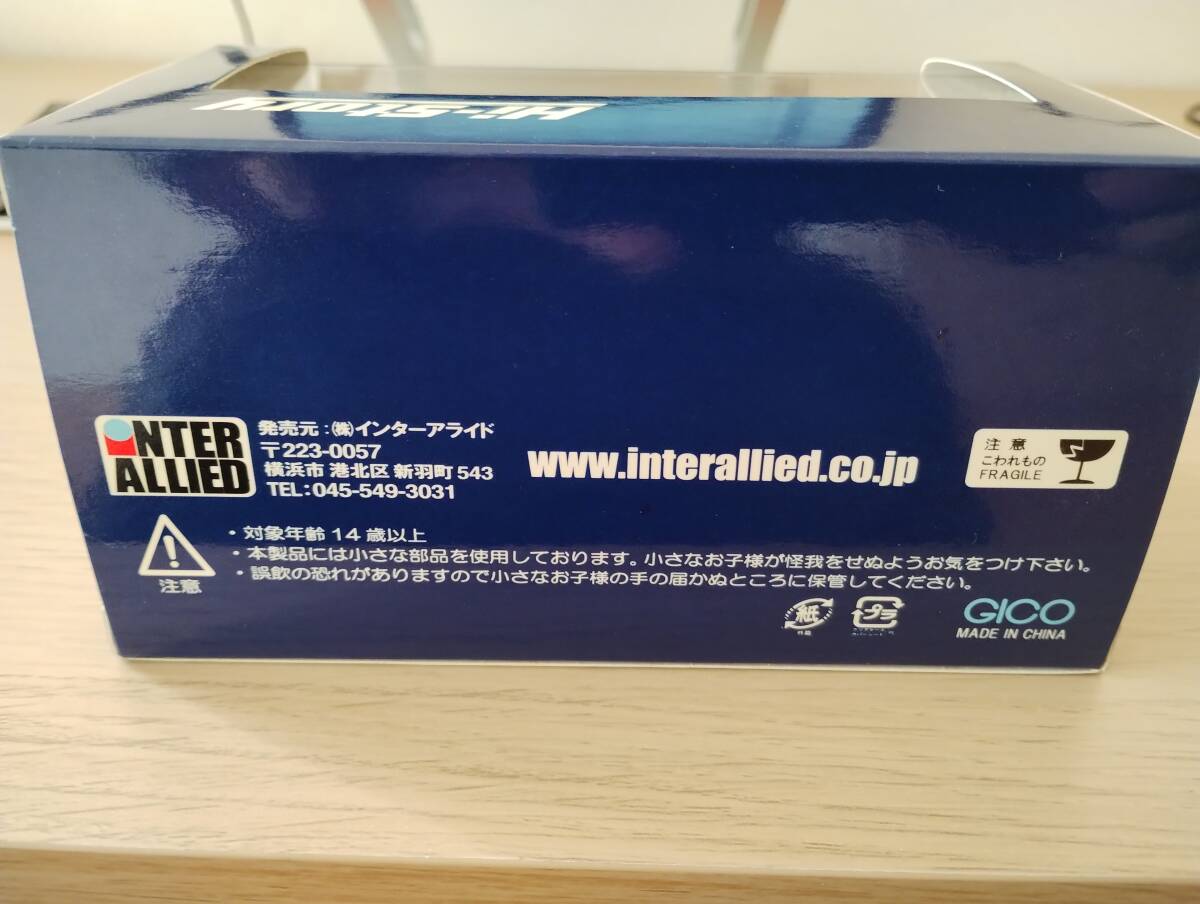 Hi-Story
INTER
ALLIED
発売元:㈱インターアライド
〒223-0057
横浜市 港北区 新羽町 543
TEL:045-549-3031
www.interallied.co.jp
注意
こわれもの
FRAGILE
注意
・対象年齢 14 歳以上
・本製品には小さな部品を使用しております。小さなお子様が怪我をせぬようお気をつけ下さい。
・誤飲の恐れがありますので小さなお子様の手の届かぬところに保管してください。
紙
プラ
GICO
MADE IN CHINA